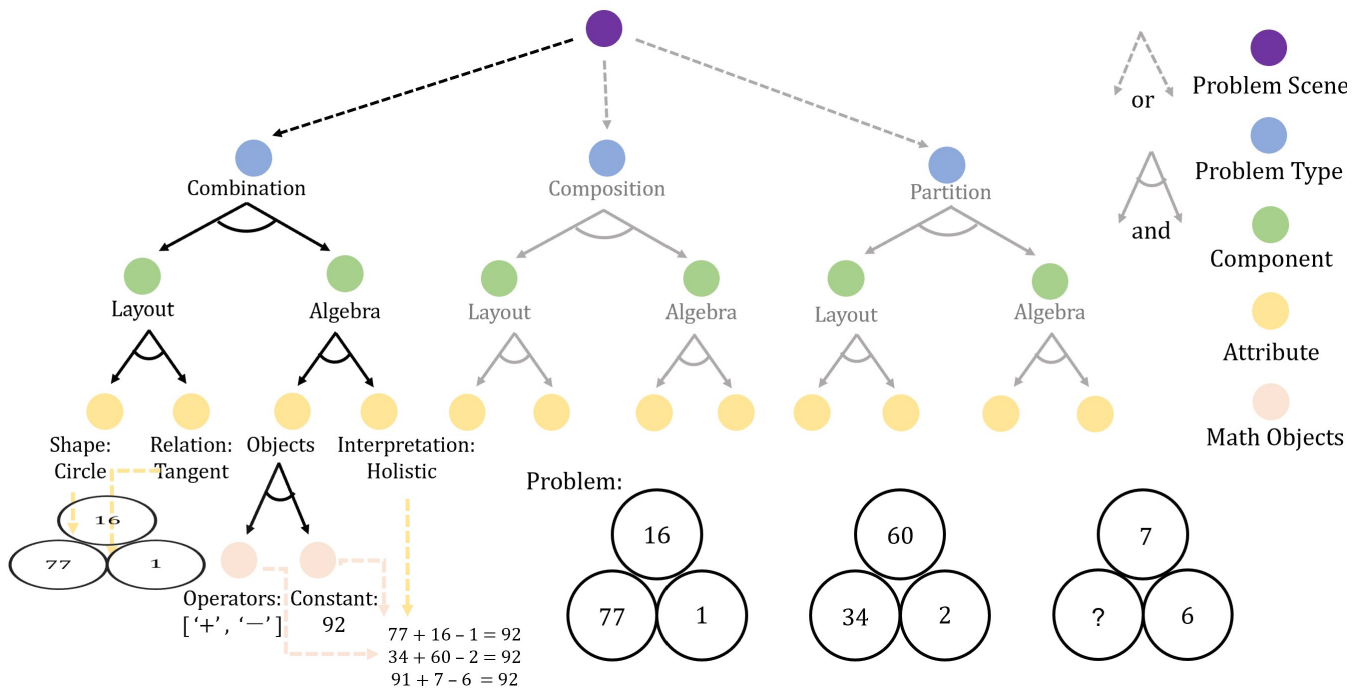 or
Problem Scene
Combination
Composition
Partition
Problem Type
and
Layout
Algebra
Layout
Algebra
Layout
Algebra
Component
Attribute
Shape:
Circle
Relation:
Tangent
Objects
Interpretation:
Holistic
Math Objects
16
77
1
Operators:
[ ‘+’, ‘—’ ]
Constant:
92
77 + 16 – 1 = 92
34 + 60 – 2 = 92
91 + 7 – 6 = 92
Problem:
16
77
1
60
34
2
7
?
6